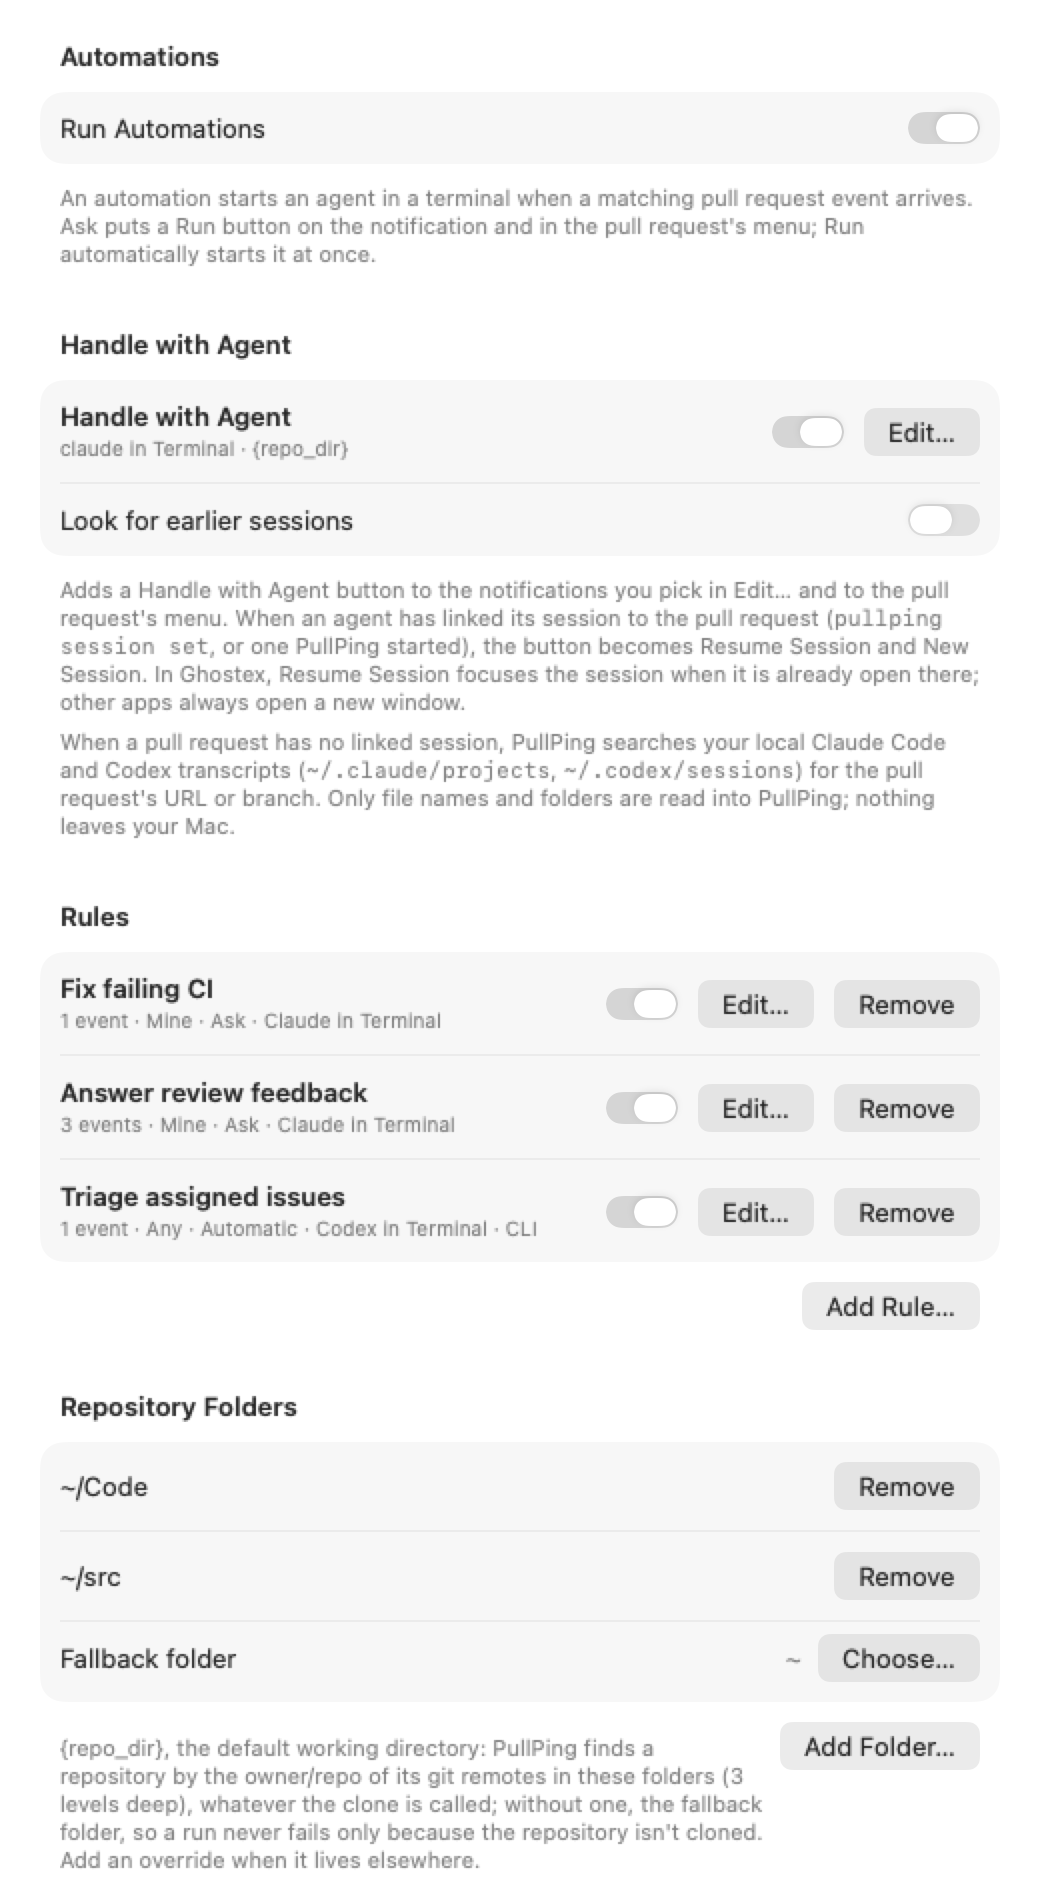 Automations
Run Automations
An automation starts an agent in a terminal when a matching pull request event arrives.
Ask puts a Run button on the notification and in the pull request's menu; Run
automatically starts it at once.
Handle with Agent
Handle with Agent
claude in Terminal · {repo_dir}
Edit...
Look for earlier sessions
Adds a Handle with Agent button to the notifications you pick in Edit... and to the pull
request's menu. When an agent has linked its session to the pull request (pullping
session set, or one PullPing started), the button becomes Resume Session and New
Session. In Ghostex, Resume Session focuses the session when it is already open there;
other apps always open a new window.
When a pull request has no linked session, PullPing searches your local Claude Code
and Codex transcripts (~/.claude/projects, ~/.codex/sessions) for the pull
request's URL or branch. Only file names and folders are read into PullPing; nothing
leaves your Mac.
Rules
Fix failing CI
1 event · Mine · Ask · Claude in Terminal
Edit...
Remove
Answer review feedback
3 events · Mine · Ask · Claude in Terminal
Edit...
Remove
Triage assigned issues
1 event · Any · Automatic · Codex in Terminal · CLI
Edit...
Remove
Add Rule...
Repository Folders
~/Code
Remove
~/src
Remove
Fallback folder
~
Choose...
{repo_dir}, the default working directory: PullPing finds a
repository by the owner/repo of its git remotes in these folders (3
levels deep), whatever the clone is called; without one, the fallback
folder, so a run never fails only because the repository isn't cloned.
Add an override when it lives elsewhere.
Add Folder...